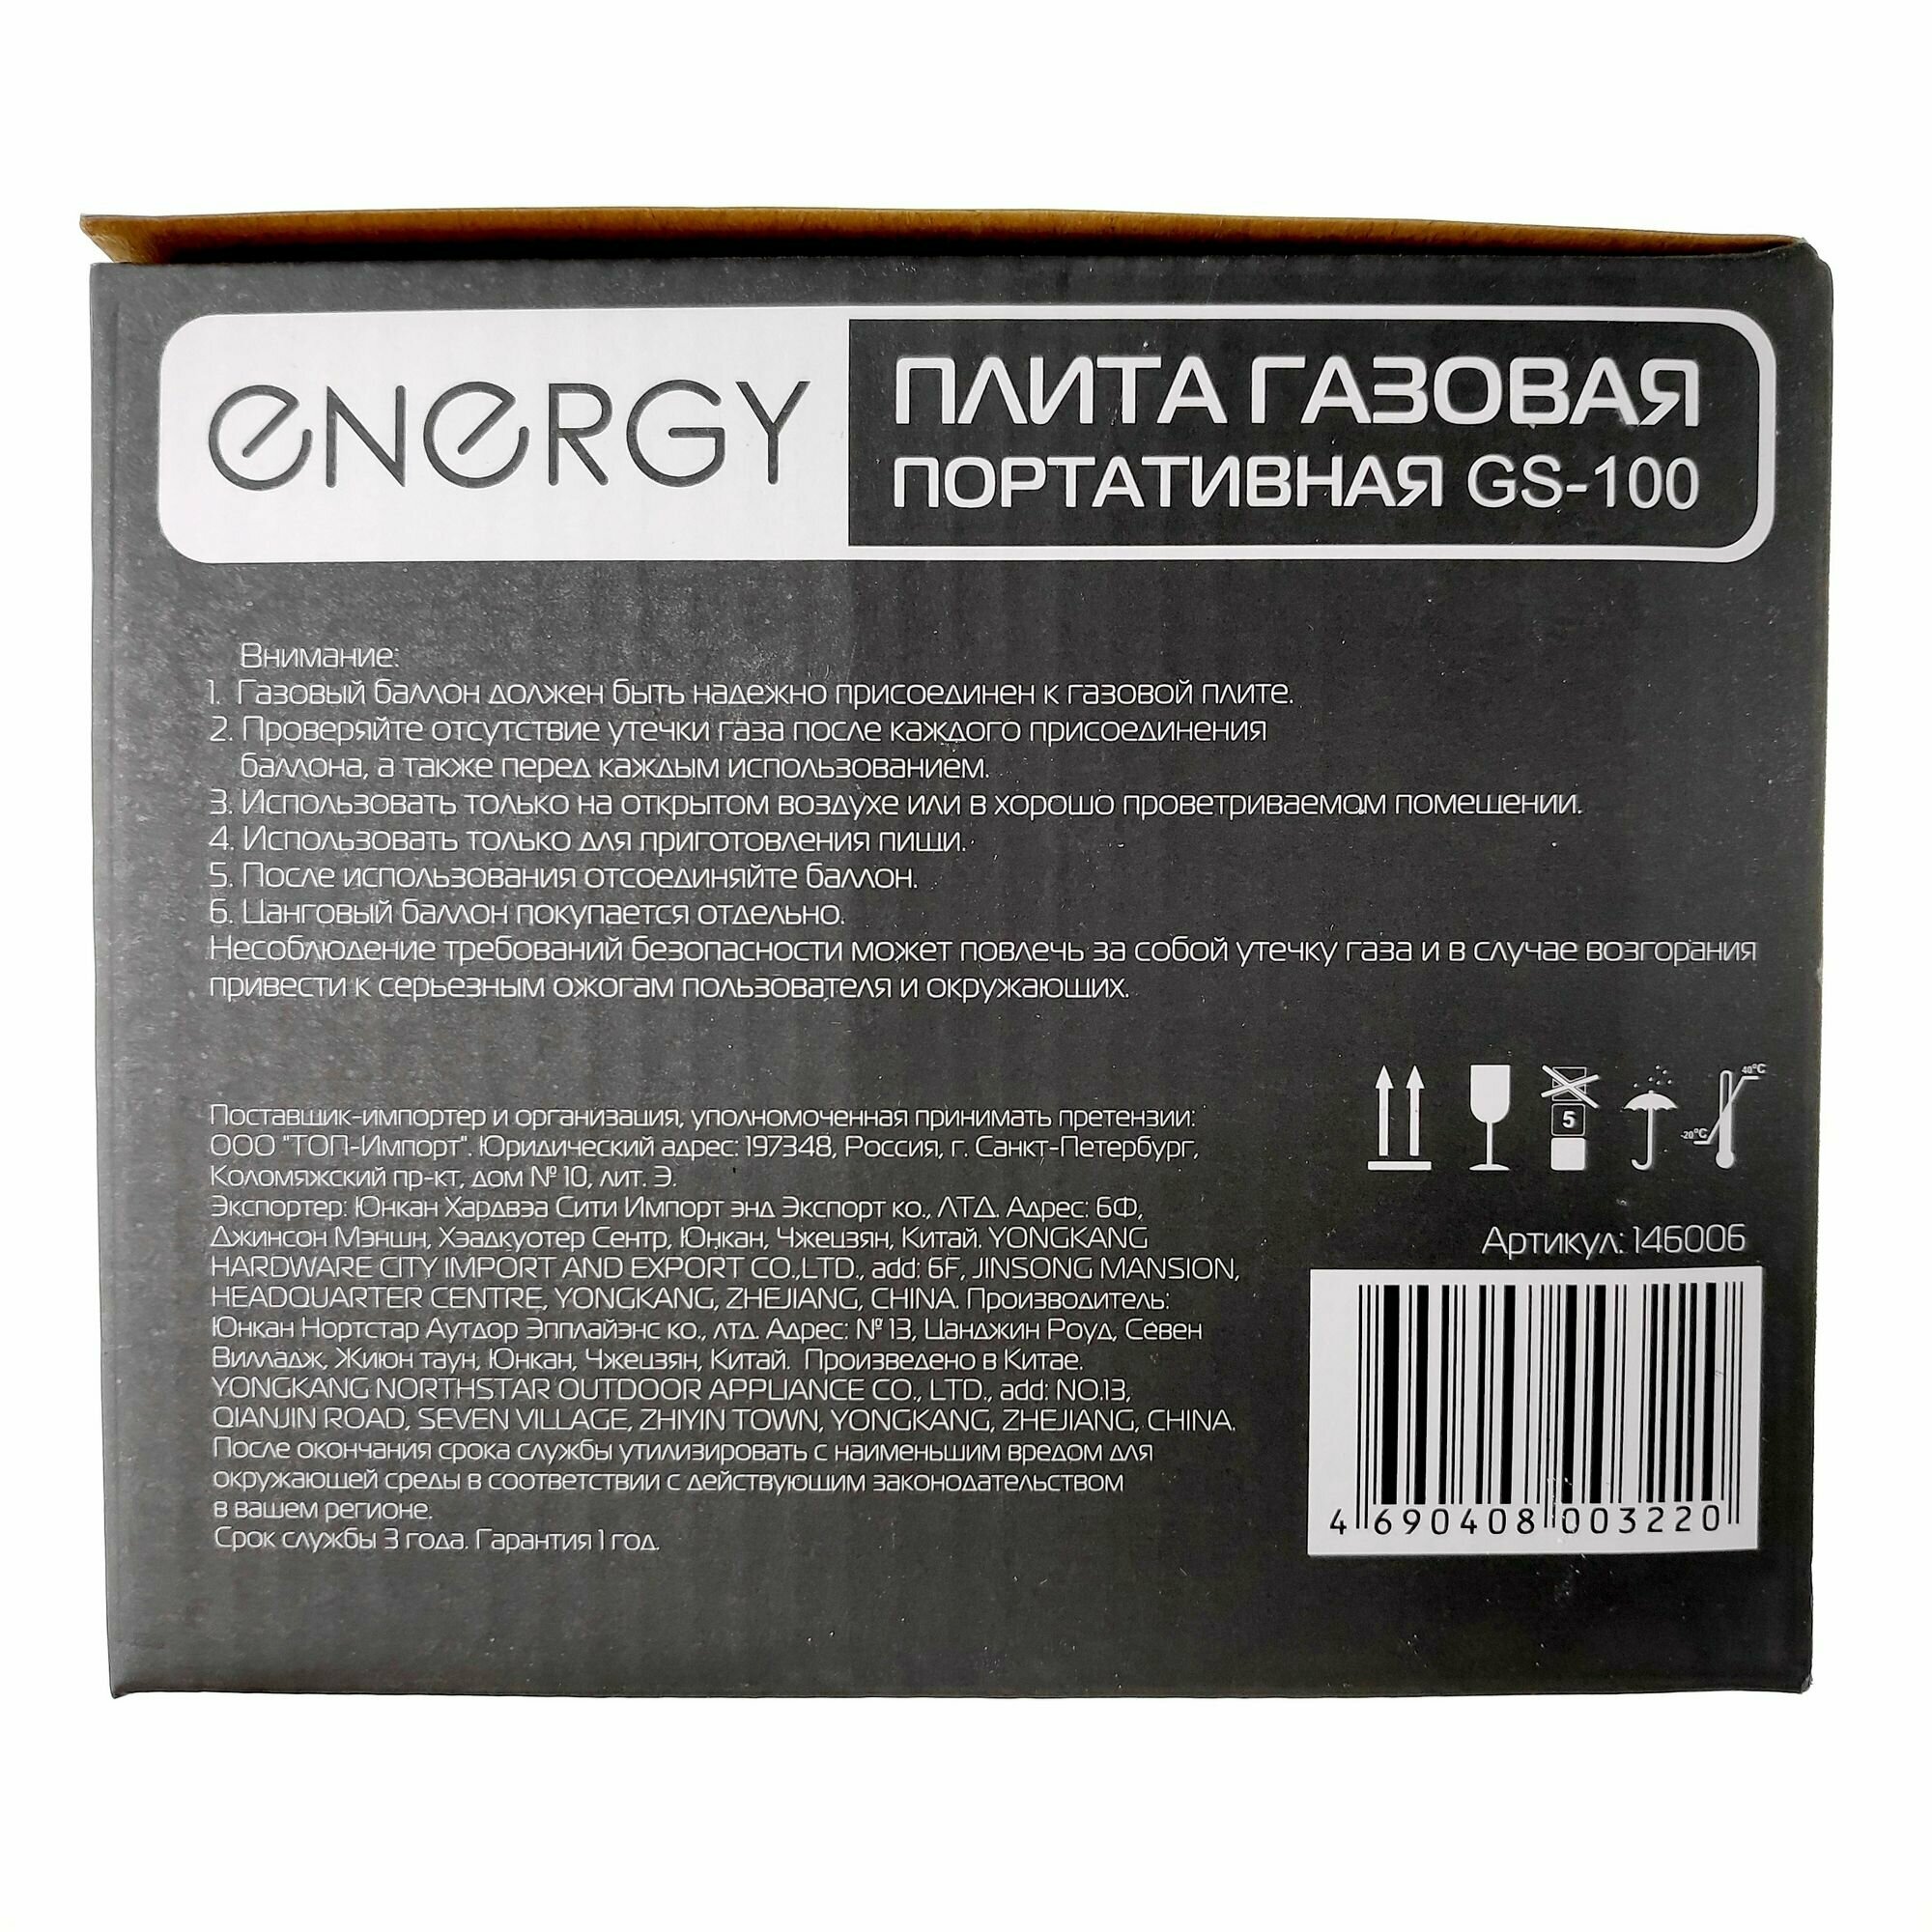 eNeRGY
ПЛИТА ГАЗОВАЯ
ПОРТАТИВНАЯ GS-100
Внимание:
1. Газовый баллон должен быть надежно присоединен к газовой плите.
2. Проверяйте отсутствие утечки газа после каждого присоединения
баллона, а также перед каждым использованием.
3. Использовать только на открытом воздухе или в хорошо проветриваемом помещении.
4. Использовать только для приготовления пищи.
5. После использования отсоединяйте баллон.
6. Цанговый баллон покупается отдельно.
Несоблюдение требований безопасности может повлечь за собой утечку газа и в случае возгорания
привести к серьезным ожогам пользователя и окружающих.
Поставщик-импортер и организация, уполномоченная принимать претензии:
ООО "ТОП-Импорт". Юридический адрес: 197348, Россия, г. Санкт-Петербург,
Коломяжский пр-кт, дом № 10, лит. Э.
Экспортер: Юнкан Хардвэа Сити Импорт энд Экспорт ко., ЛТД. Адрес: 6Ф,
Джинсон Мэншн, Хэадкуотер Сентр, Юнкан, Чжецзян, Китай. YONGKANG
HARDWARE CITY IMPORT AND EXPORT CO.,LTD., add: 6F, JINSONG MANSION,
HEADQUARTER CENTRE, YONGKANG, ZHEJIANG, CHINA. Производитель:
Юнкан Нортстар Аутдор Эпплайэнс ко., лтд. Адрес: № 13, Цанджин Роуд, Севен
Вилладж, Жиюн таун, Юнкан, Чжецзян, Китай. Произведено в Китае.
YONGKANG NORTHSTAR OUTDOOR APPLIANCE CO., LTD., add: NO.13,
QIANJIN ROAD, SEVEN VILLAGE, ZHIYIN TOWN, YONGKANG, ZHEJIANG, CHINA.
После окончания срока службы утилизировать с наименьшим вредом для
окружающей среды в соответствии с действующим законодательством
в вашем регионе.
Срок службы 3 года. Гарантия 1 год.
40°C
5
-20°C
Артикул: 146006
4 690408 003220